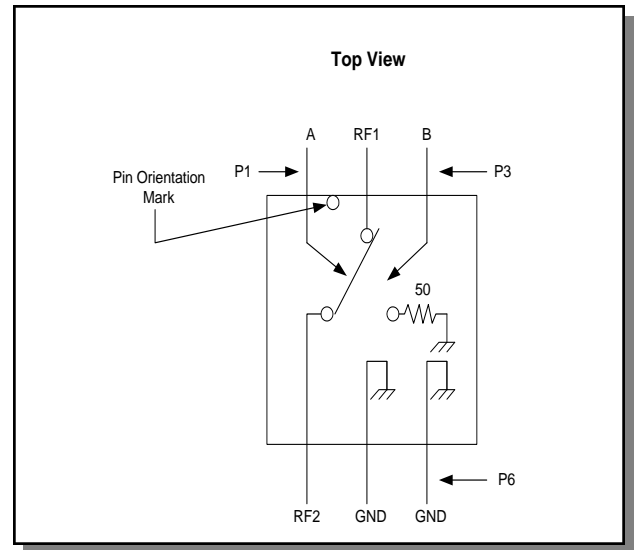 Top View
A RF1 B
P1 P3
Pin Orientation
Mark
50
P6
RF2 GND GND